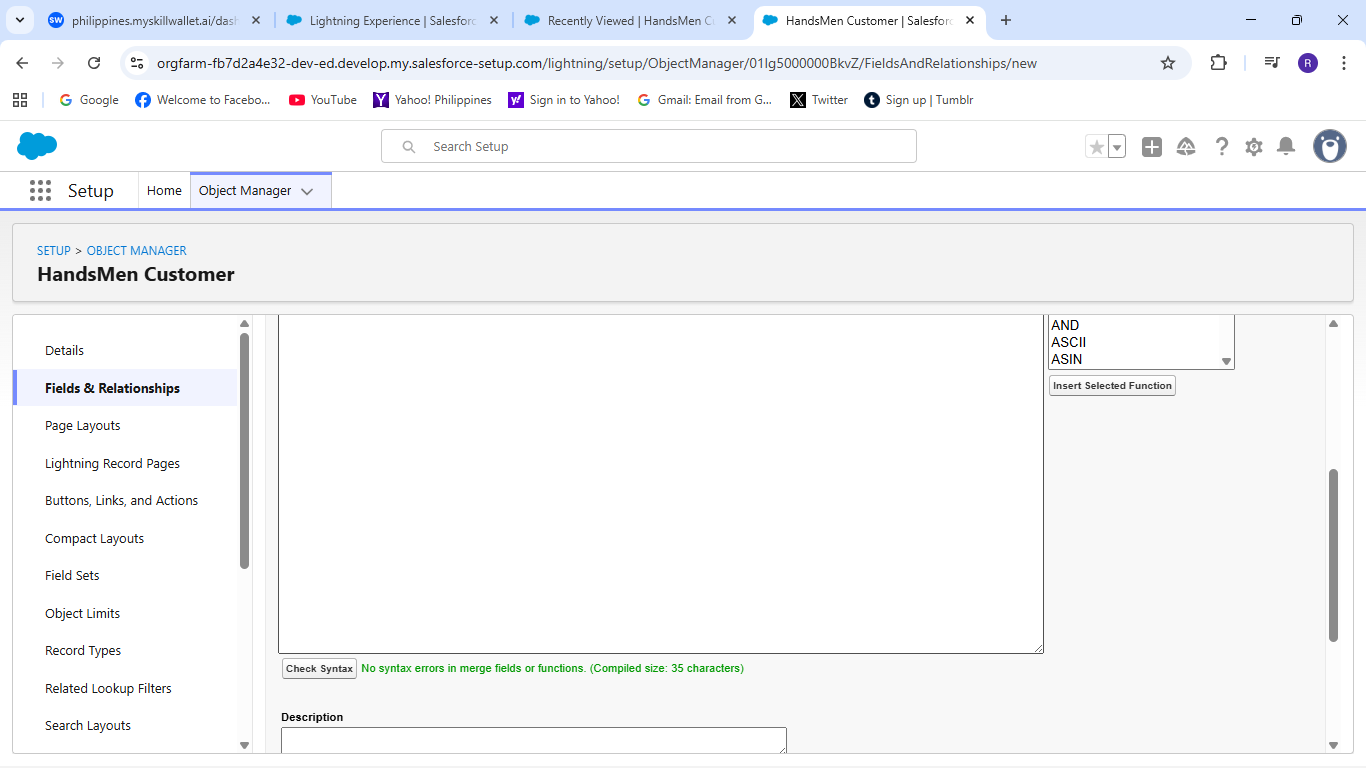 philippines.myskillwallet.ai/dash
Lightning Experience | Salesforc
Recently Viewed | HandsMen C
HandsMen Customer | Salesforc
orgfarm-fb7d2a4e32-dev-ed.develop.my.salesforce-setup.com/lightning/setup/ObjectManager/01Ig5000000BkvZ/FieldsAndRelationships/new
R
Google
Welcome to Facebo...
YouTube
Yahoo! Philippines
Sign in to Yahoo!
Gmail: Email from G...
Twitter
Sign up | Tumblr
Search Setup
Setup
Home
Object Manager
SETUP > OBJECT MANAGER
HandsMen Customer
Details
Fields & Relationships
Page Layouts
Lightning Record Pages
Buttons, Links, and Actions
Compact Layouts
Field Sets
Object Limits
Record Types
Related Lookup Filters
Search Layouts
AND
ASCII
ASIN
Insert Selected Function
Check Syntax
No syntax errors in merge fields or functions. (Compiled size: 35 characters)
Description